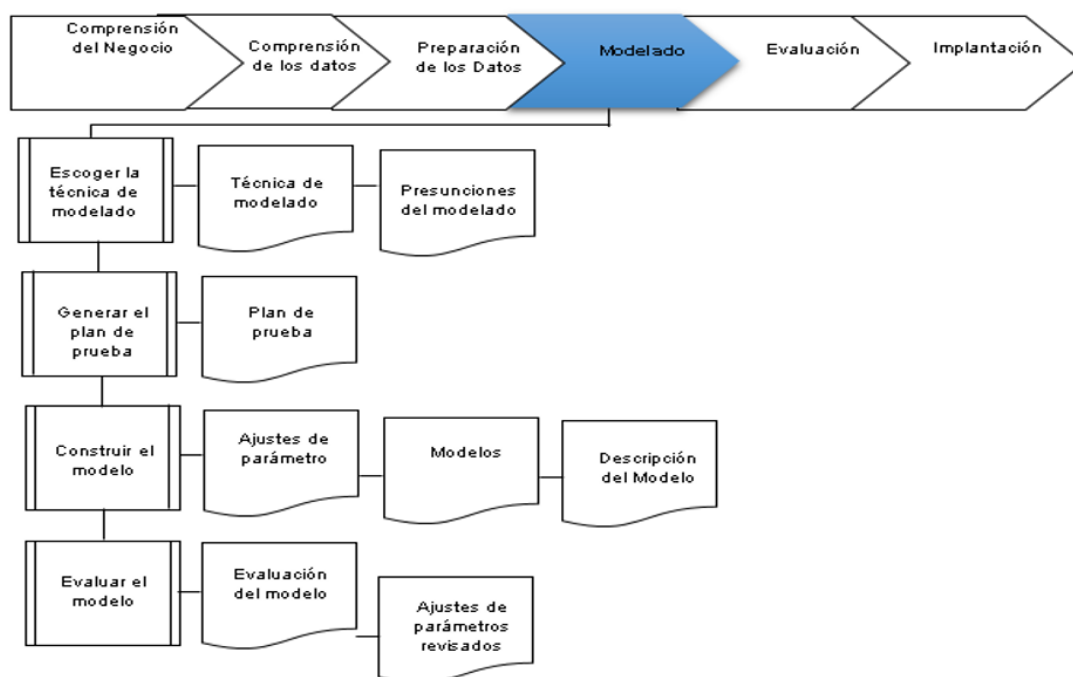 Comprensión
del Negocio
Comprensión
de los datos
Preparación
de los Datos
Modelado
Evaluación
Implantación
Escoger la
técnica de
modelado
Técnica de
modelado
Presunciones
del modelado
Generar el
plan de
prueba
Plan de
prueba
Construir el
modelo
Ajustes de
parámetro
Modelos
Descripción
del Modelo
Evaluar el
modelo
Evaluación
del modelo
Ajustes de
parámetros
revisados